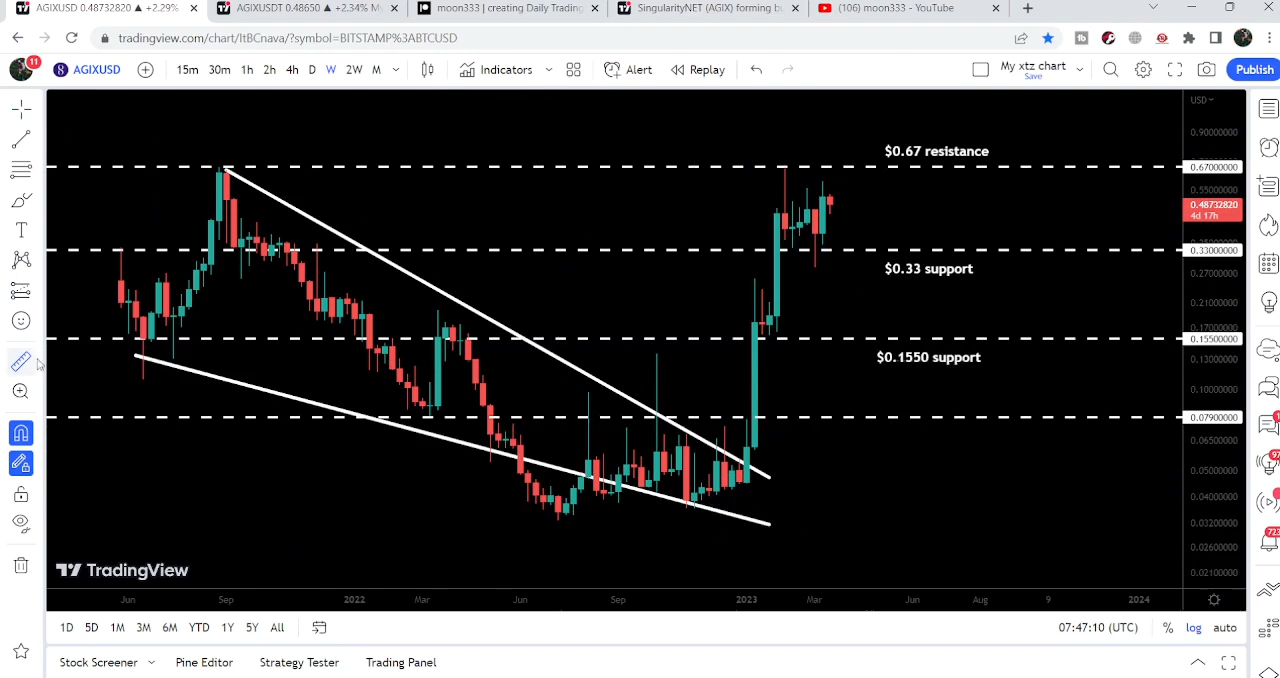 AGIXUSD 0.48732820 ▲ +2.29%
AGIXUSDT 0.48650 ▲ +2.34% M
moon333 | creating Daily Trading
SingularityNET (AGIX) forming bu
(106) moon333 - YouTube
tradingview.com/chart/ItBCnava/?symbol=BITSTAMP%3ABTCUSD
11
AGIXUSD
15m 30m 1h 2h 4h D W 2W M
Indicators
Alert
Replay
My xtz chart
Save
Publish
USD
0.90000000
$0.67 resistance
0.67000000
0.55000000
0.48732820
4d 17h
0.33000000
$0.33 support
0.27000000
0.21000000
0.17000000
0.15500000
$0.1550 support
0.13000000
0.10000000
0.07900000
0.06500000
0.05000000
0.04000000
0.03200000
0.02600000
0.02100000
TradingView
Jun Sep 2022 Mar Jun Sep 2023 Mar Jun Aug 9 2024
1D 5D 1M 3M 6M YTD 1Y 5Y All
07:47:10 (UTC) % log auto
Stock Screener Pine Editor Strategy Tester Trading Panel